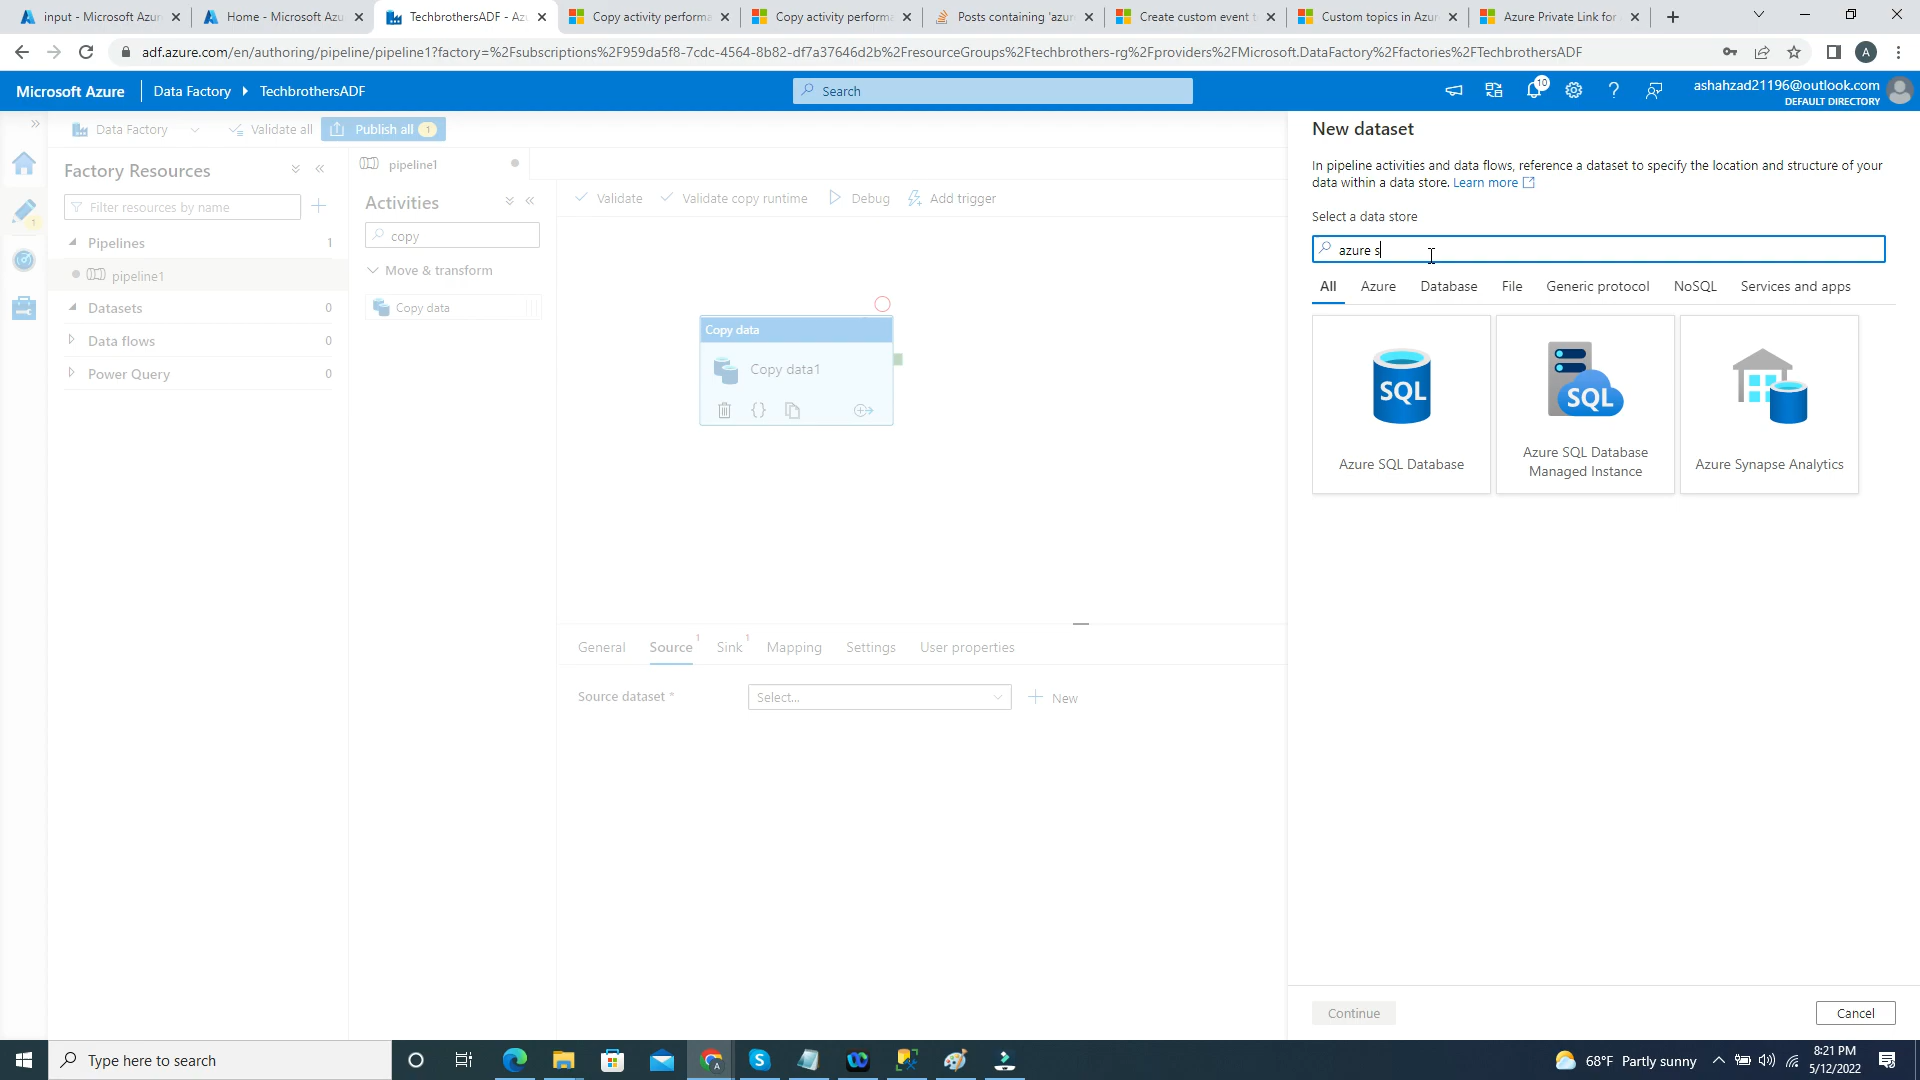 input - Microsoft Azur
Home - Microsoft Azu
TechbrothersADF - Az
Copy activity performa
Copy activity performa
Posts containing 'azur
Create custom event t
Custom topics in Azur
Azure Private Link for
adf.azure.com/en/authoring/pipeline/pipeline1?factory=%2Fsubscriptions%2F959da5f8-7cdc-4564-8b82-df7a37646d2b%2FresourceGroups%2Ftechbrothers-rg%2Fproviders%2FMicrosoft.DataFactory%2Ffactories%2FTechbrothersADF
A
Microsoft Azure
Data Factory
TechbrothersADF
Search
10
ashahzad21196@outlook.com
DEFAULT DIRECTORY
Data Factory
Validate all
Publish all 1
Factory Resources
Filter resources by name
1
Pipelines 1
pipeline1
Datasets 0
Data flows 0
Power Query 0
pipeline1
Activities
copy
Move & transform
Copy data
Validate
Validate copy runtime
Debug
Add trigger
Copy data
Copy data1
General
Source 1
Sink 1
Mapping
Settings
User properties
Source dataset *
Select...
New
New dataset
In pipeline activities and data flows, reference a dataset to specify the location and structure of your
data within a data store. Learn more
Select a data store
azure s
All
Azure
Database
File
Generic protocol
NoSQL
Services and apps
SQL
Azure SQL Database
SQL
Azure SQL Database
Managed Instance
Azure Synapse Analytics
Continue
Cancel
Type here to search
A
S
68°F Partly sunny
8:21 PM
5/12/2022